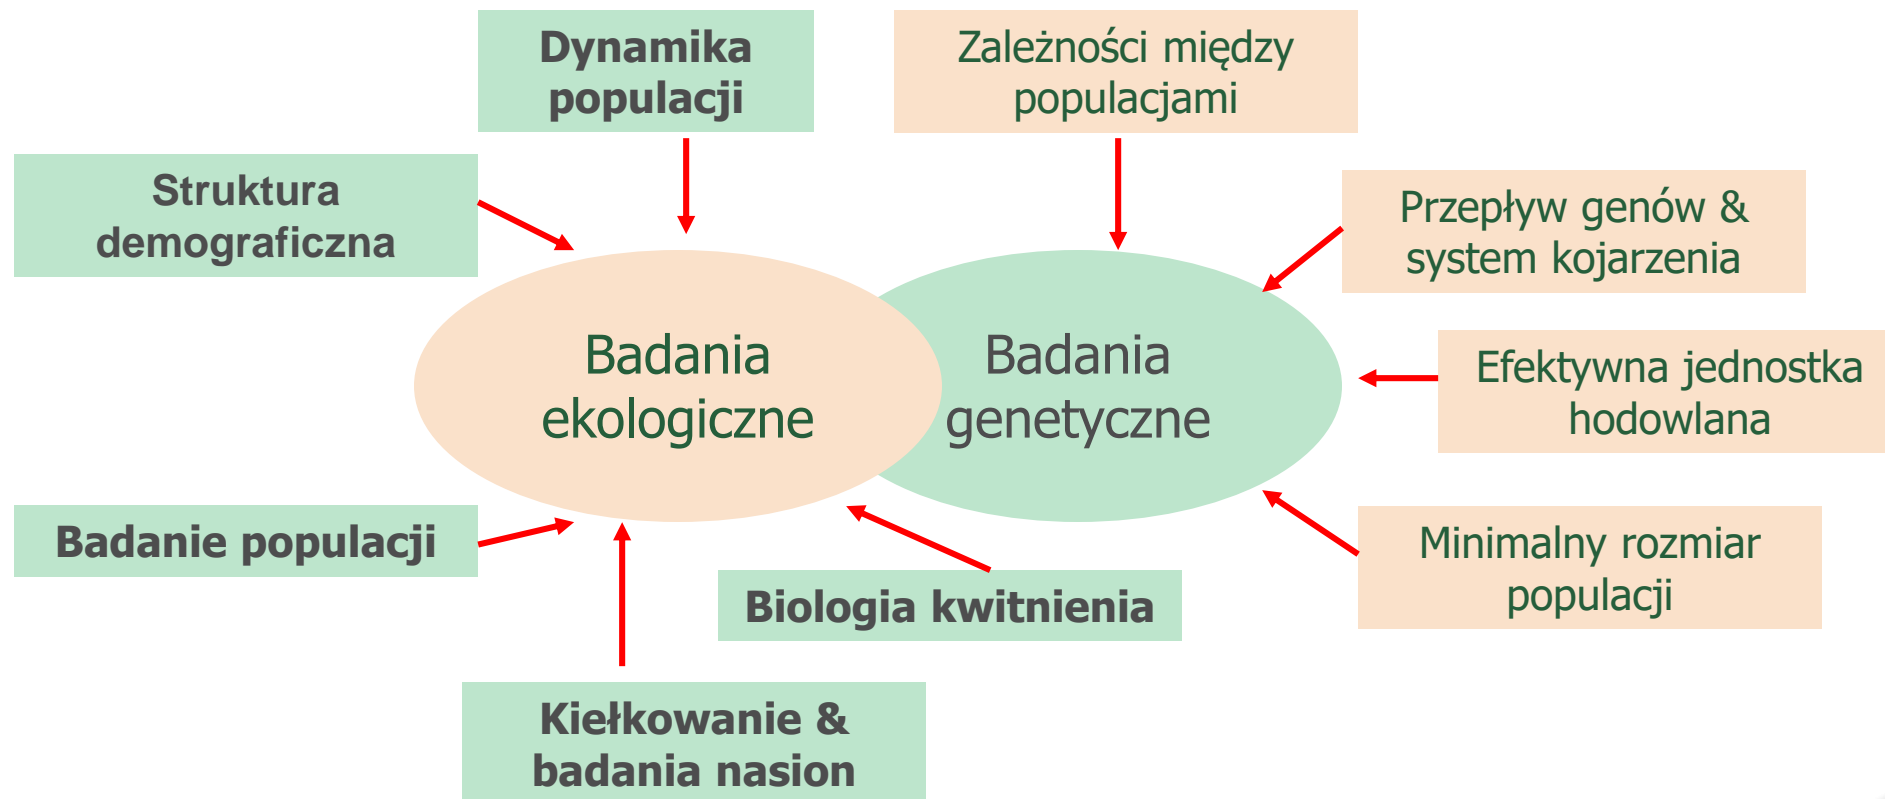 Dynamika
populacji
Zależności między
populacjami
Struktura
demograficzna
Przepływ genów &
system kojarzenia
Badania
ekologiczne
Badania
genetyczne
Efektywna jednostka
hodowlana
Badanie populacji
Minimalny rozmiar
populacji
Biologia kwitnienia
Kiełkowanie &
badania nasion